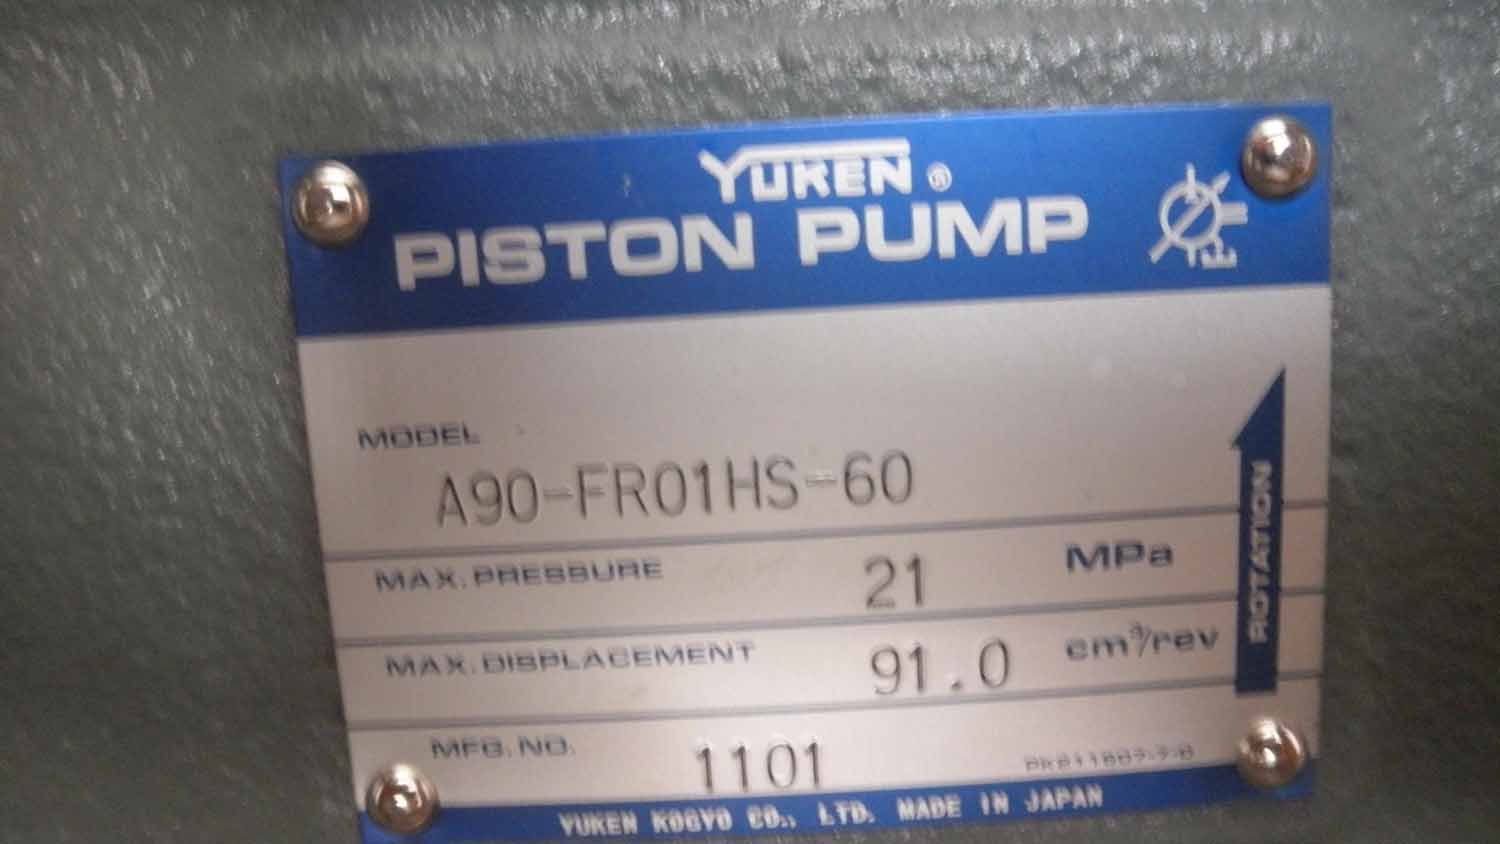 YUKEN ®
PISTON PUMP
MODEL
A90-FR01HS-60
MAX. PRESSURE 21 MPa
MAX. DISPLACEMENT 91.0 cm³/rev
MFG. NO. 1101
ROTATION
YUKEN KOGYO CO., LTD. MADE IN JAPAN